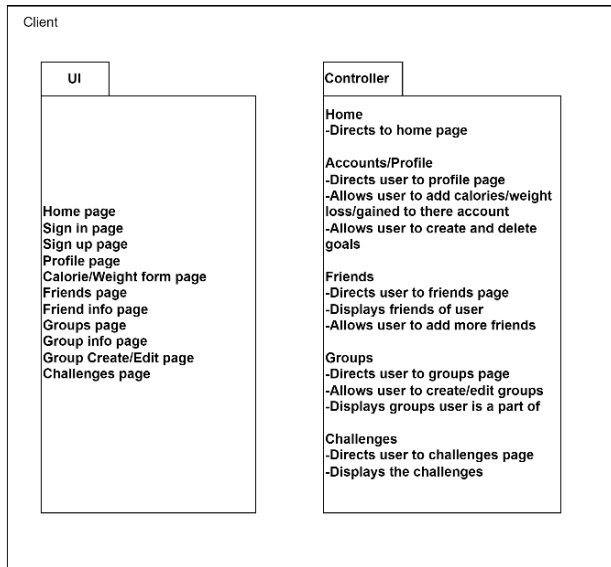 Client
UI
Home page
Sign in page
Sign up page
Profile page
Calorie/Weight form page
Friends page
Friend info page
Groups page
Group info page
Group Create/Edit page
Challenges page
Controller
Home
-Directs to home page
Accounts/Profile
-Directs user to profile page
-Allows user to add calories/weight
loss/gained to there account
-Allows user to create and delete
goals
Friends
-Directs user to friends page
-Displays friends of user
-Allows user to add more friends
Groups
-Directs user to groups page
-Allows user to create/edit groups
-Displays groups user is a part of
Challenges
-Directs user to challenges page
-Displays the challenges